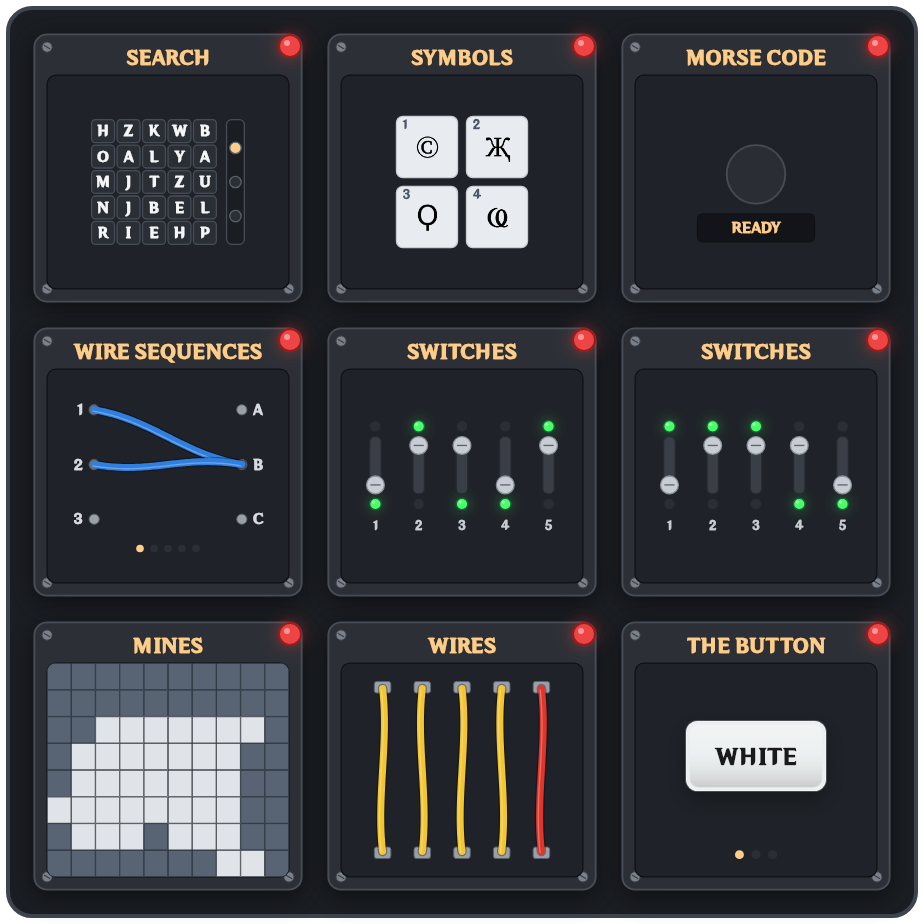 SEARCH
H Z K W B
O A L Y A
M J T Z U
N J B E L
R I E H P
SYMBOLS
1 2
© Җ
3 4
Ϙ Ҩ
MORSE CODE
READY
WIRE SEQUENCES
1 A
2 B
3 C
SWITCHES
1 2 3 4 5
SWITCHES
1 2 3 4 5
MINES
WIRES
THE BUTTON
WHITE